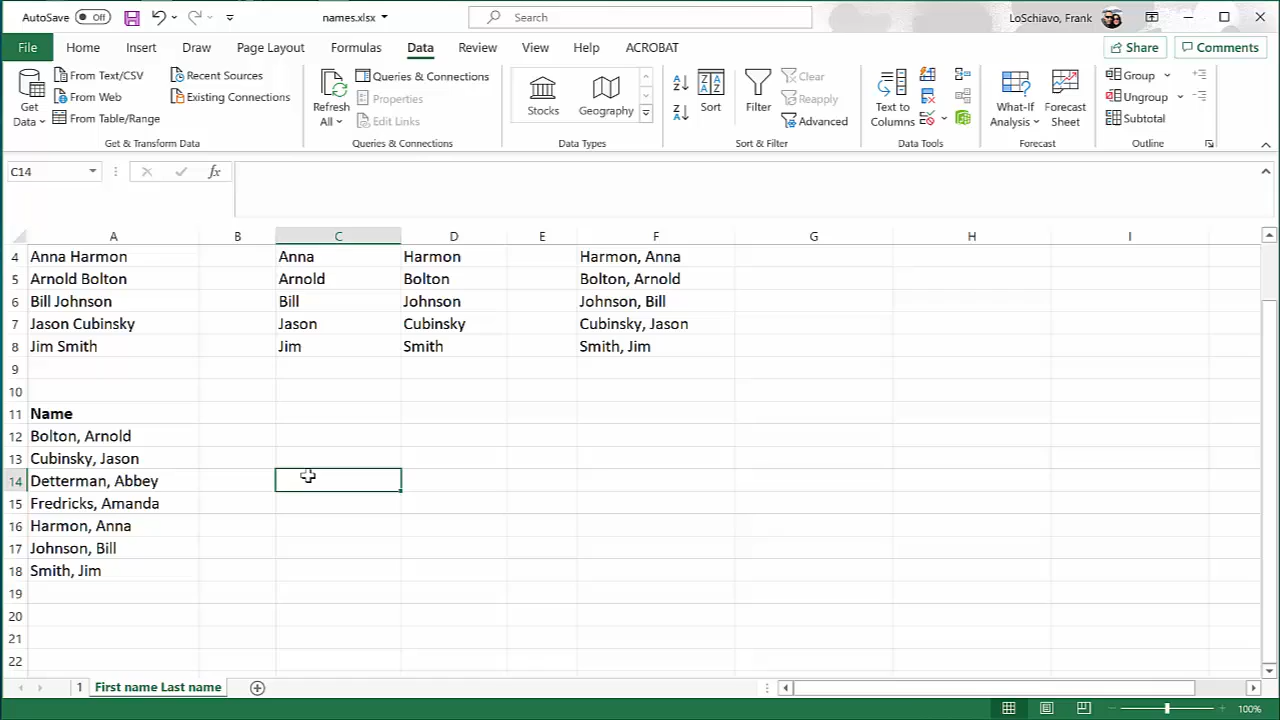 AutoSave Off names.xlsx Search LoSchiavo, Frank
File Home Insert Draw Page Layout Formulas Data Review View Help ACROBAT Share Comments
Get Data
From Text/CSV
From Web
From Table/Range
Recent Sources
Existing Connections
Get & Transform Data
Refresh All
Queries & Connections
Properties
Edit Links
Queries & Connections
Stocks Geography
Data Types
Sort
Filter
Clear
Reapply
Advanced
Sort & Filter
Text to Columns
Data Tools
What-If Analysis
Forecast Sheet
Forecast
Group
Ungroup
Subtotal
Outline
C14 fx
A B C D E F G H I
4 Anna Harmon Anna Harmon Harmon, Anna
5 Arnold Bolton Arnold Bolton Bolton, Arnold
6 Bill Johnson Bill Johnson Johnson, Bill
7 Jason Cubinsky Jason Cubinsky Cubinsky, Jason
8 Jim Smith Jim Smith Smith, Jim
9
10
11 Name
12 Bolton, Arnold
13 Cubinsky, Jason
14 Detterman, Abbey
15 Fredricks, Amanda
16 Harmon, Anna
17 Johnson, Bill
18 Smith, Jim
19
20
21
22
1 First name Last name
100%